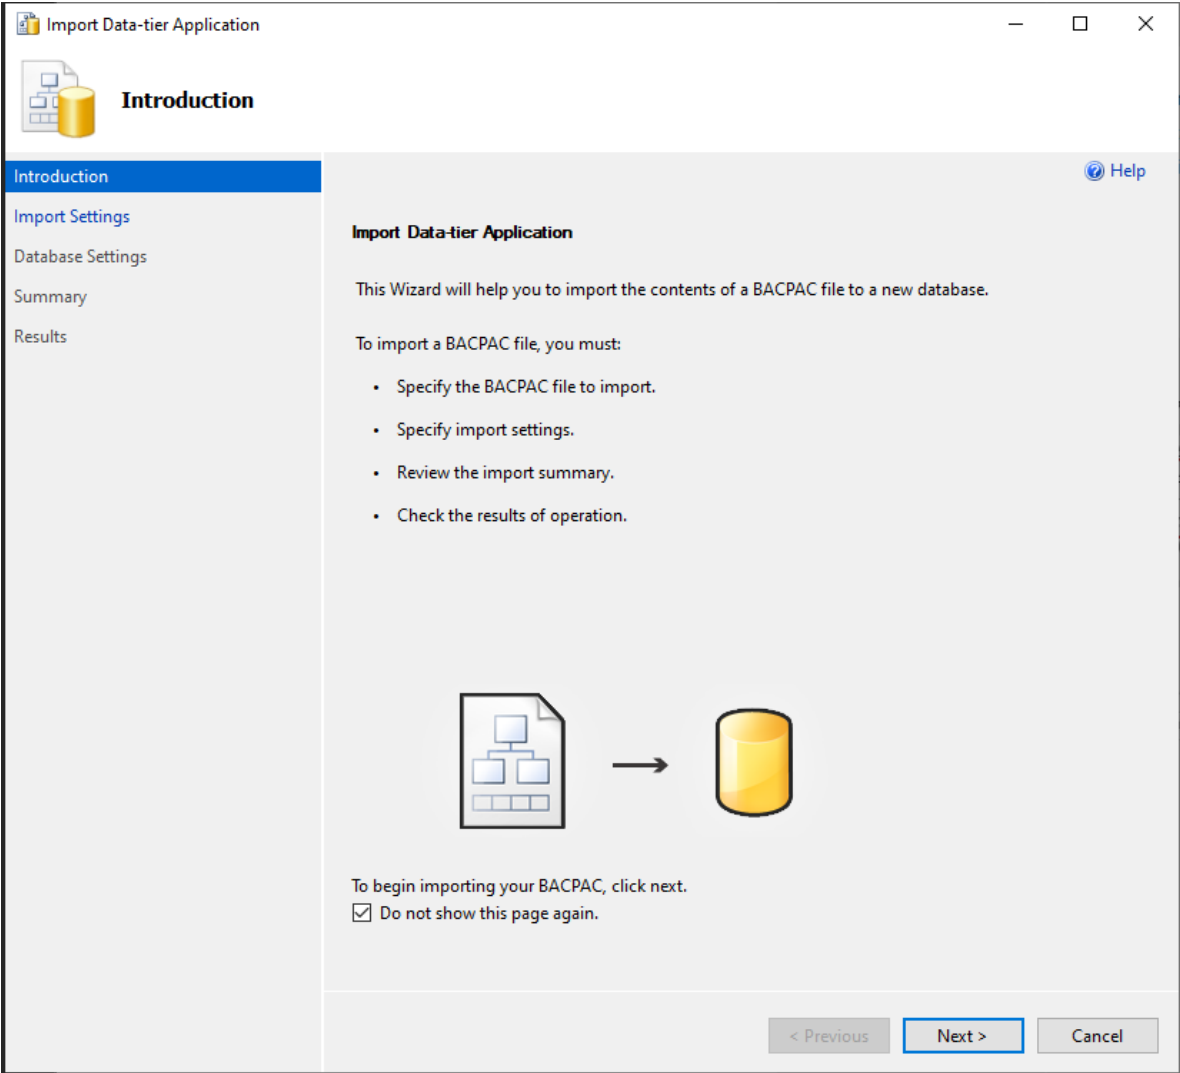 Import Data-tier Application
Introduction
Introduction
Import Settings
Database Settings
Summary
Results
Help
Import Data-tier Application
This Wizard will help you to import the contents of a BACPAC file to a new database.
To import a BACPAC file, you must:
• Specify the BACPAC file to import.
• Specify import settings.
• Review the import summary.
• Check the results of operation.
To begin importing your BACPAC, click next.
Do not show this page again.
< Previous Next > Cancel